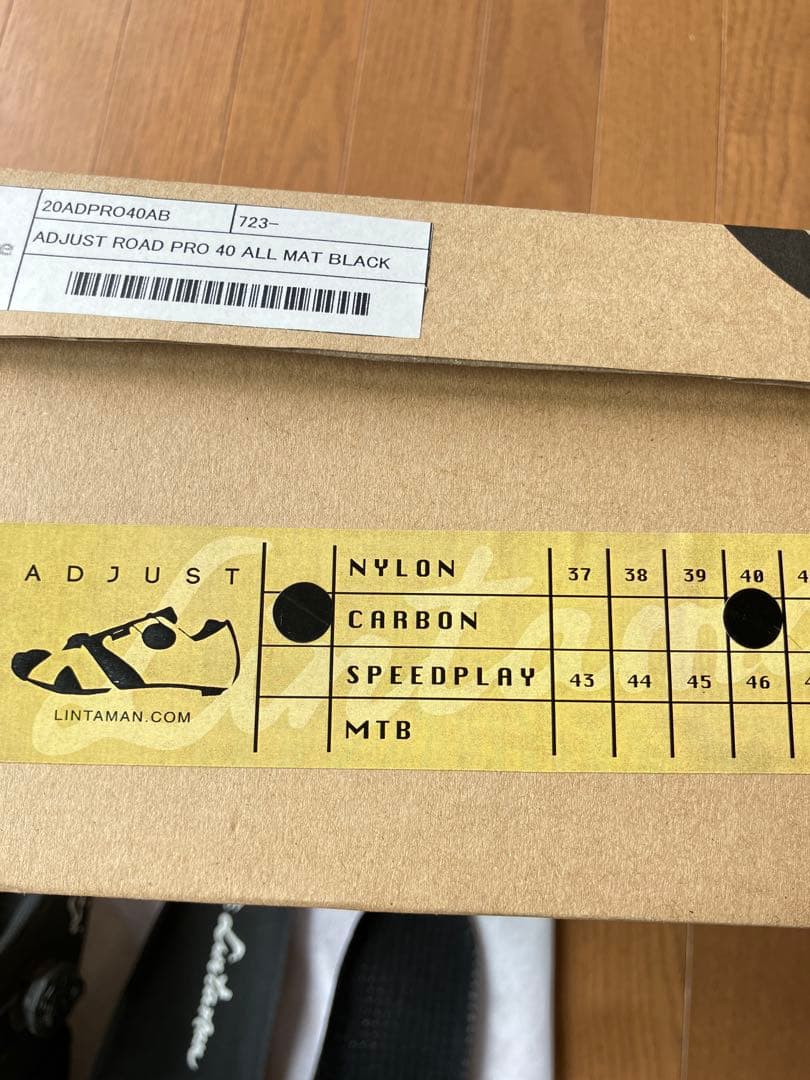 20ADPRO40AB 723-
ADJUST ROAD PRO 40 ALL MAT BLACK
ADJUST
LINTAMAN.COM
NYLON 37 38 39 40
CARBON
SPEEDPLAY 43 44 45 46
MTB
Lintaman